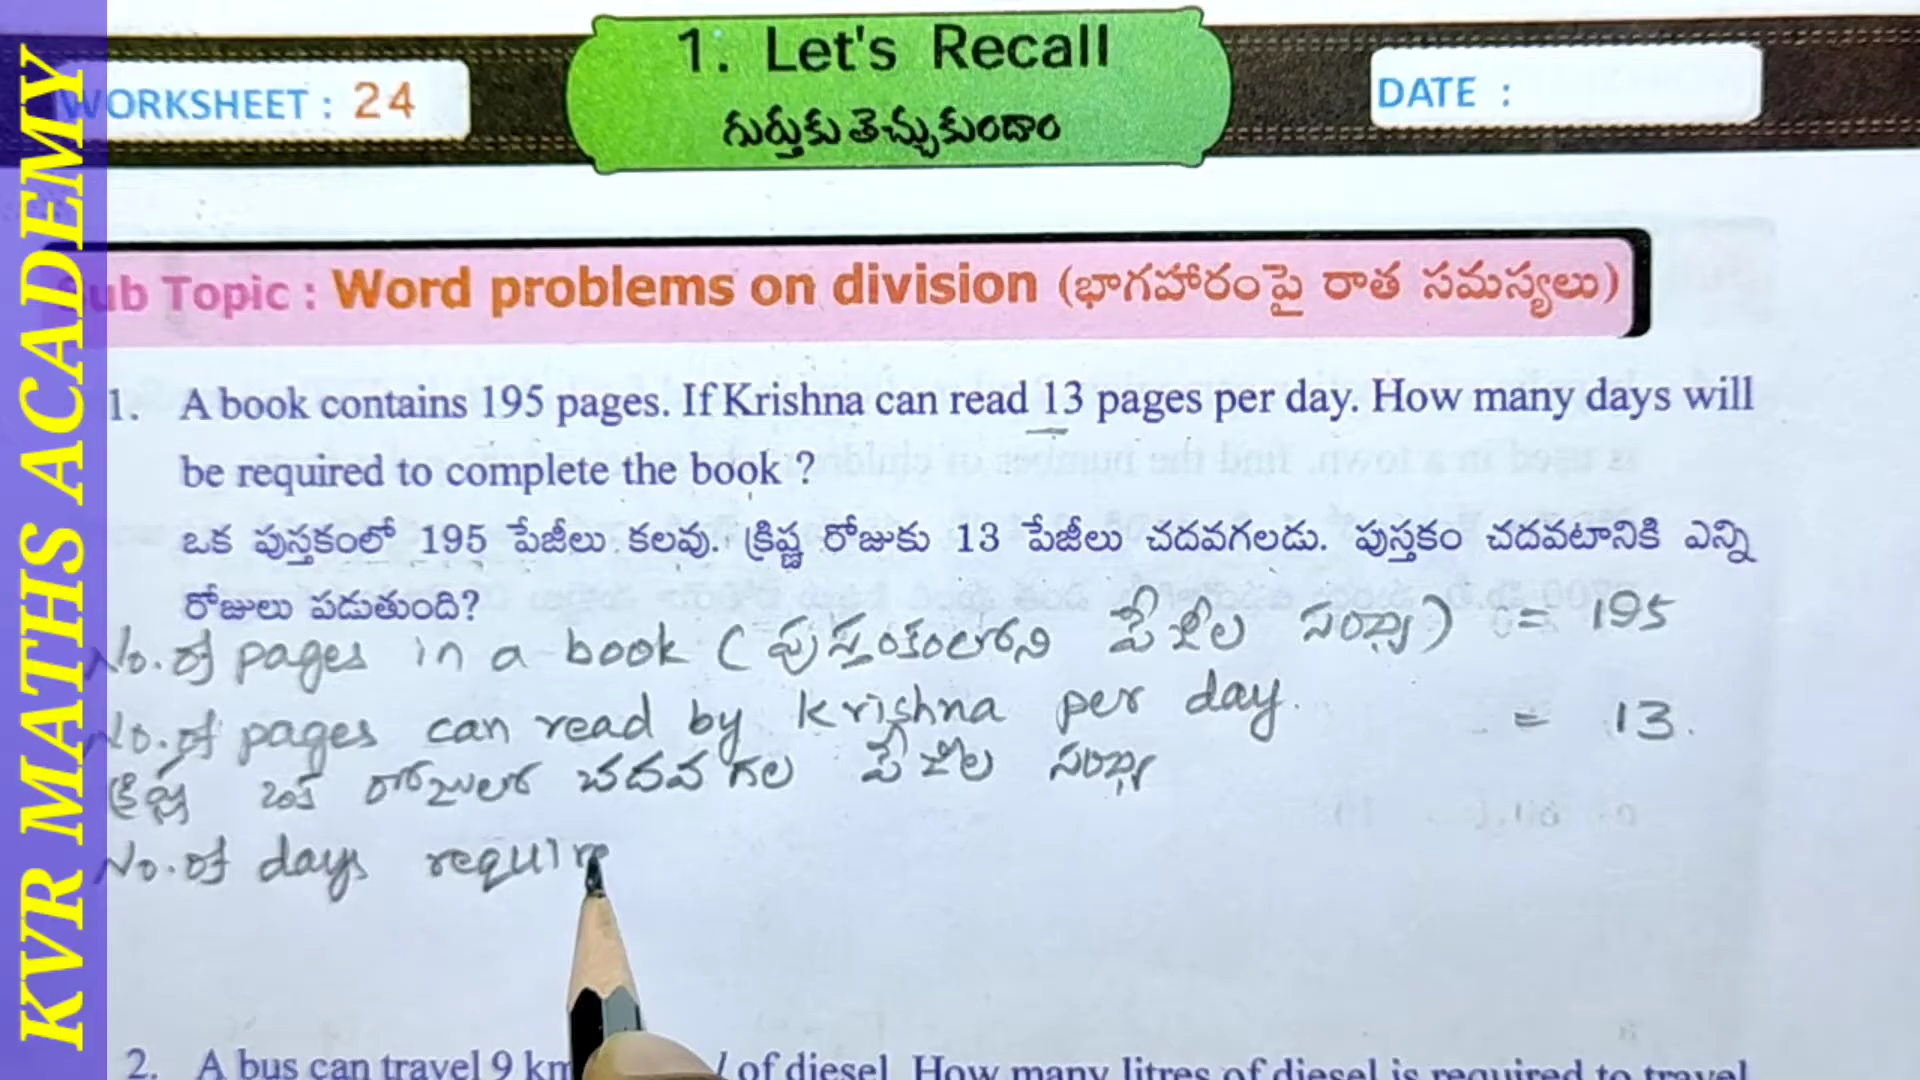 KVR MATHS ACADEMY
WORKSHEET : 24
1. Let's Recall
గుర్తుకు తెచ్చుకుందాం
DATE :
Sub Topic : Word problems on division (భాగహారంపై రాత సమస్యలు)
1. A book contains 195 pages. If Krishna can read 13 pages per day. How many days will
be required to complete the book ?
ఒక పుస్తకంలో 195 పేజీలు కలవు. క్రిష్ణ రోజుకు 13 పేజీలు చదవగలడు. పుస్తకం చదవటానికి ఎన్ని
రోజులు పడుతుంది?
No. of pages in a book (పుస్తకంలోని పేజీల సంఖ్య) = 195
No. of pages can read by Krishna per day. = 13.
క్రిష్ణ ఒక రోజులో చదవగల పేజీల సంఖ్య
No. of days require
2. A bus can travel 9 km of diesel. How many litres of diesel is required to travel